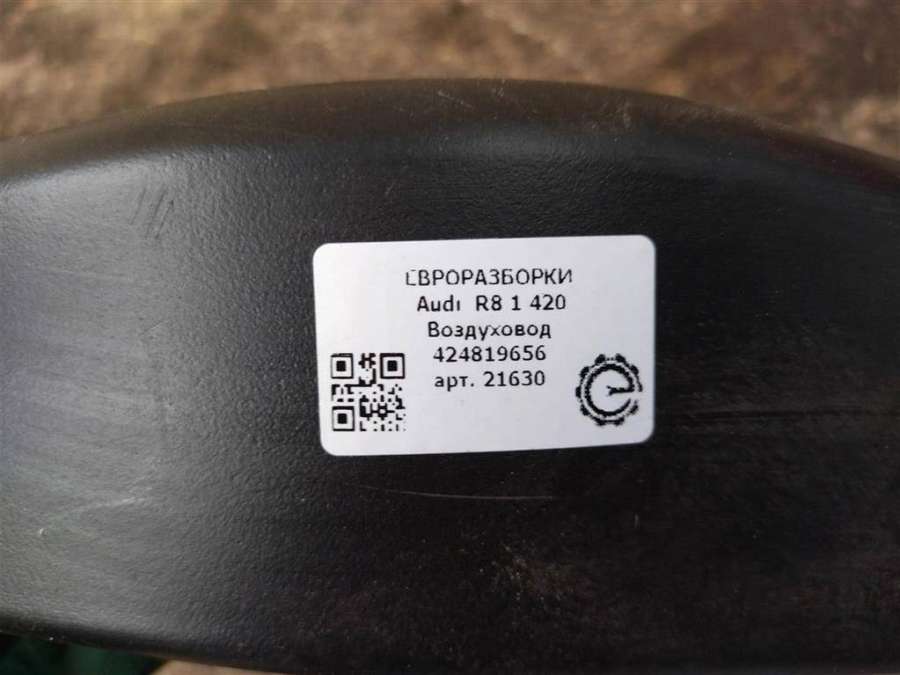 ЕВРОРАЗБОРКИ
Audi R8 1 420
Воздуховод
424819656
арт. 21630